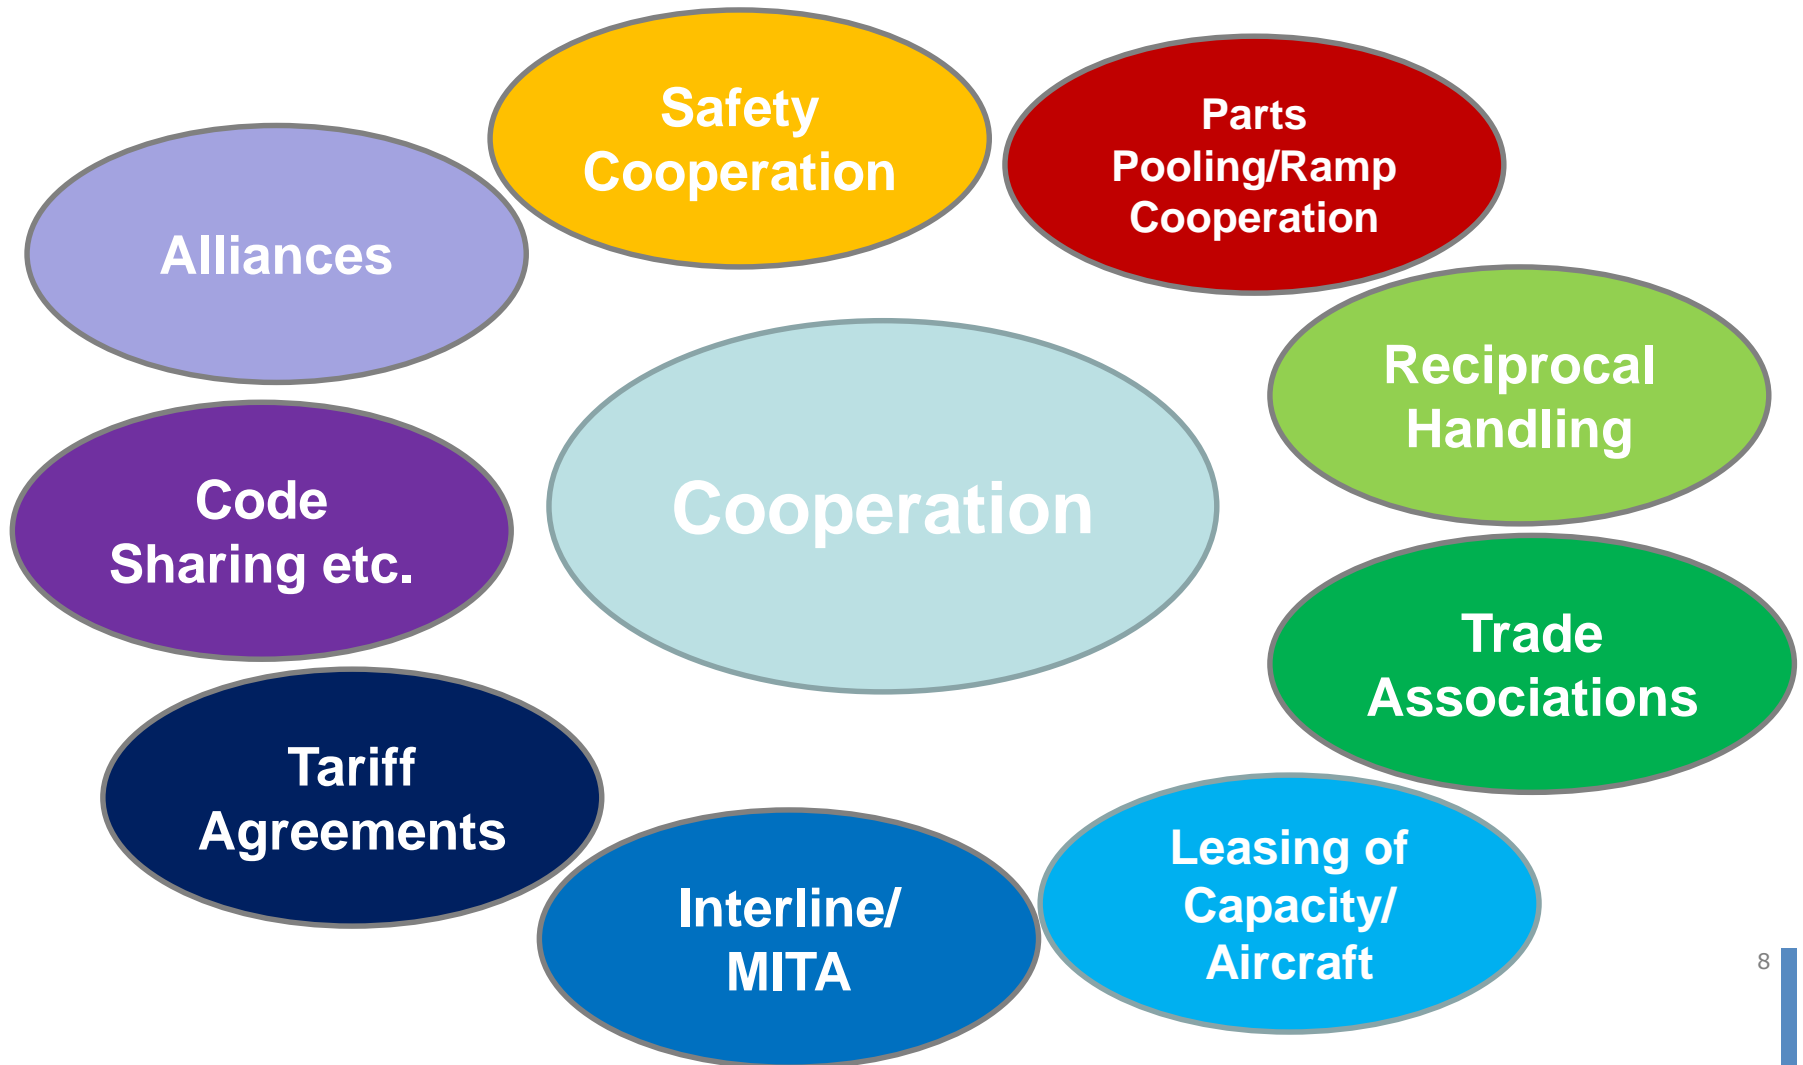 Safety
Cooperation
Parts
Pooling/Ramp
Cooperation
Alliances
Reciprocal
Handling
Cooperation
Code
Sharing etc.
Trade
Associations
Tariff
Agreements
Leasing of
Capacity/
Aircraft
Interline/
MITA
8